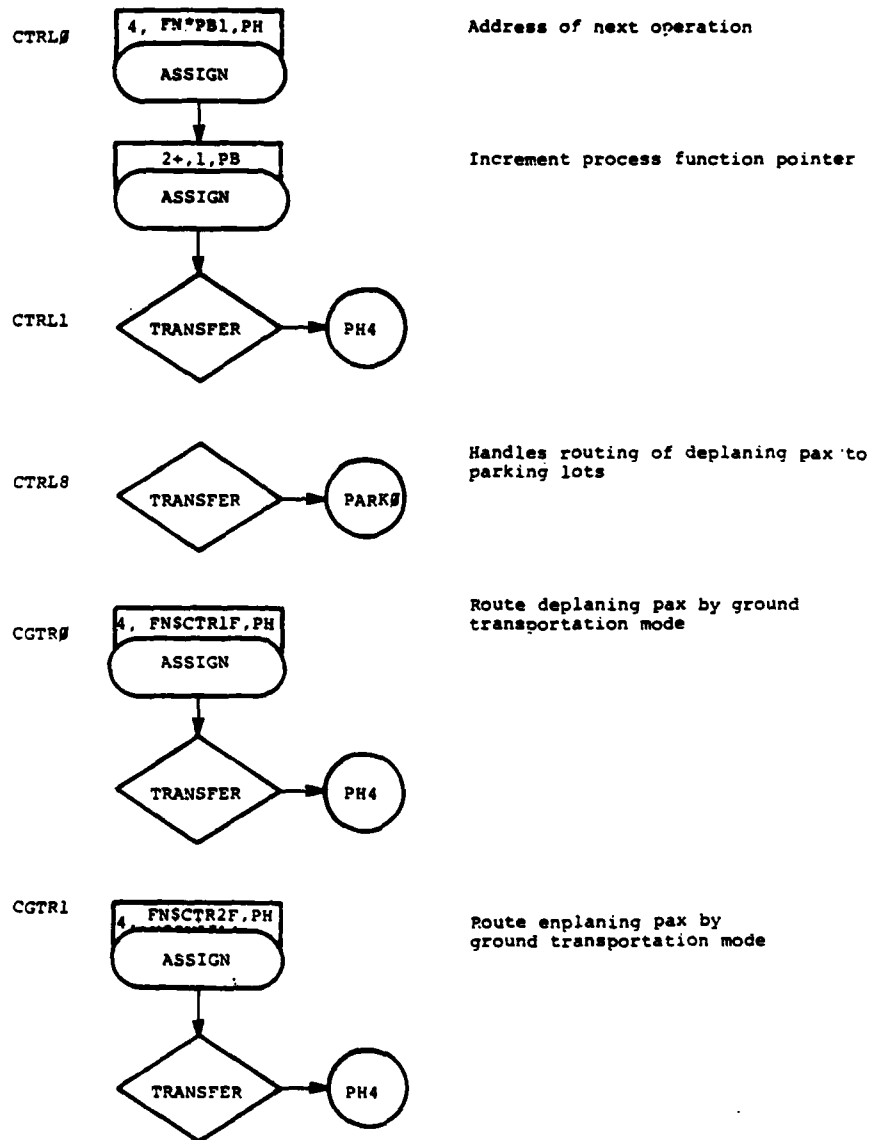 CTRLØ
4, FN*PB1,PH
Address of next operation
ASSIGN
2+,1,PB
Increment process function pointer
ASSIGN
CTRL1
TRANSFER
PH4
CTRL8
TRANSFER
PARKØ
Handles routing of deplaning pax to
parking lots
CGTRØ
4, FN$CTR1F,PH
Route deplaning pax by ground
transportation mode
ASSIGN
TRANSFER
PH4
CGTR1
4, FN$CTR2F,PH
Route enplaning pax by
ground transportation mode
ASSIGN
TRANSFER
PH4